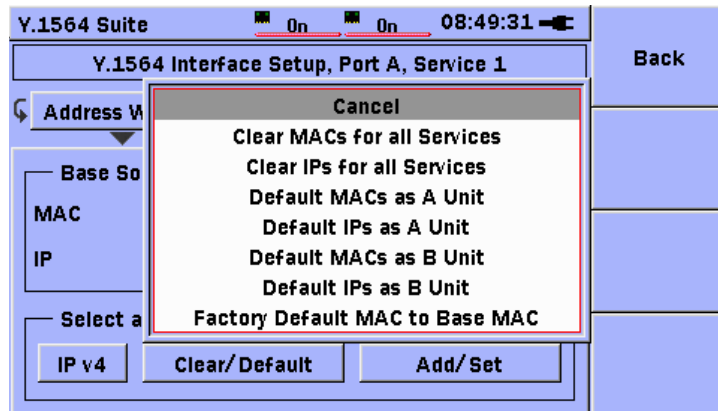 Y.1564 Suite On On 08:49:31
Y.1564 Interface Setup, Port A, Service 1
Back
Address W
Cancel
Clear MACs for all Services
Clear IPs for all Services
Default MACs as A Unit
Default IPs as A Unit
Default MACs as B Unit
Default IPs as B Unit
Factory Default MAC to Base MAC
Base So
MAC
IP
Select a
IP v4 Clear/Default Add/Set